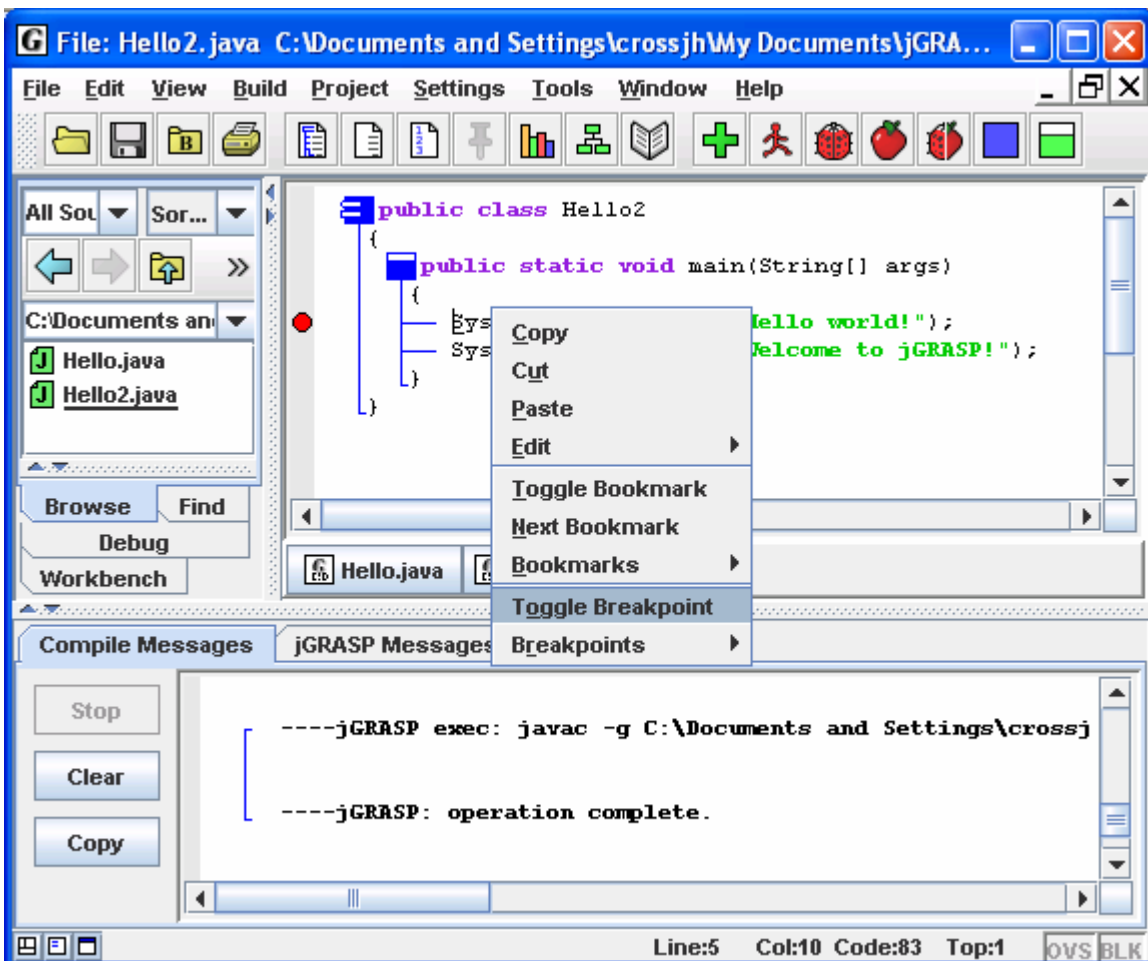 File: Hello2.java C:\Documents and Settings\crossjh\My Documents\jGRA...
File Edit View Build Project Settings Tools Window Help
All Sou
Sor...
C:\Documents an
Hello.java
Hello2.java
Browse Find
Debug
Workbench
public class Hello2
{
public static void main(String[] args)
{
Sys ello world!");
Sys elcome to jGRASP!");
}
}
Copy
Cut
Paste
Edit
Toggle Bookmark
Next Bookmark
Bookmarks
Toggle Breakpoint
Breakpoints
Hello.java
Compile Messages jGRASP Messages
Stop
Clear
Copy
----jGRASP exec: javac -g C:\Documents and Settings\crossj
----jGRASP: operation complete.
Line:5 Col:10 Code:83 Top:1 OVS BLK